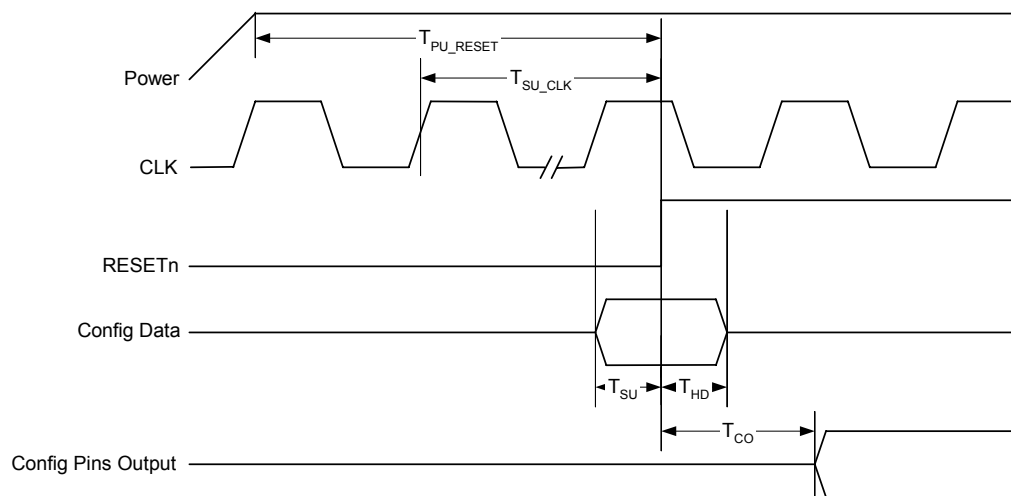 T_PU_RESET
Power
T_SU_CLK
CLK
RESETn
Config Data
T_SU
T_HD
T_CO
Config Pins Output